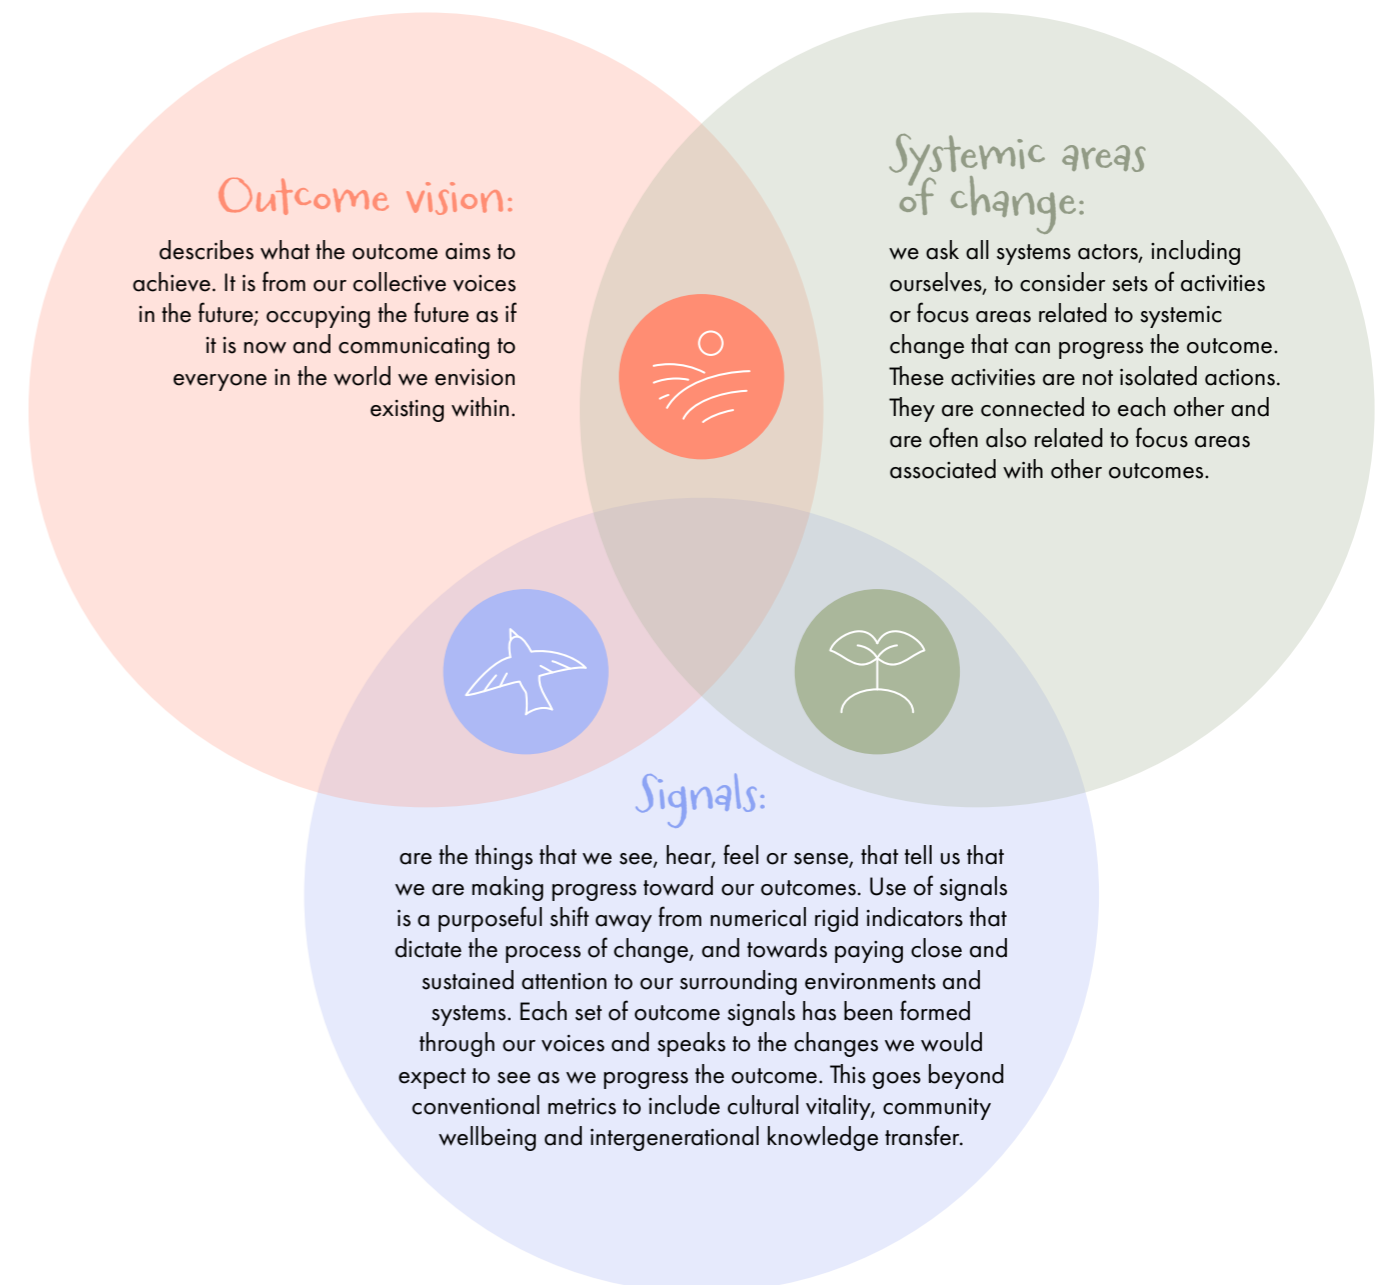 Outcome vision:
describes what the outcome aims to
achieve. It is from our collective voices
in the future; occupying the future as if
it is now and communicating to
everyone in the world we envision
existing within.
Systemic areas
of change:
we ask all systems actors, including
ourselves, to consider sets of activities
or focus areas related to systemic
change that can progress the outcome.
These activities are not isolated actions.
They are connected to each other and
are often also related to focus areas
associated with other outcomes.
Signals:
are the things that we see, hear, feel or sense, that tell us that
we are making progress toward our outcomes. Use of signals
is a purposeful shift away from numerical rigid indicators that
dictate the process of change, and towards paying close and
sustained attention to our surrounding environments and
systems. Each set of outcome signals has been formed
through our voices and speaks to the changes we would
expect to see as we progress the outcome. This goes beyond
conventional metrics to include cultural vitality, community
wellbeing and intergenerational knowledge transfer.